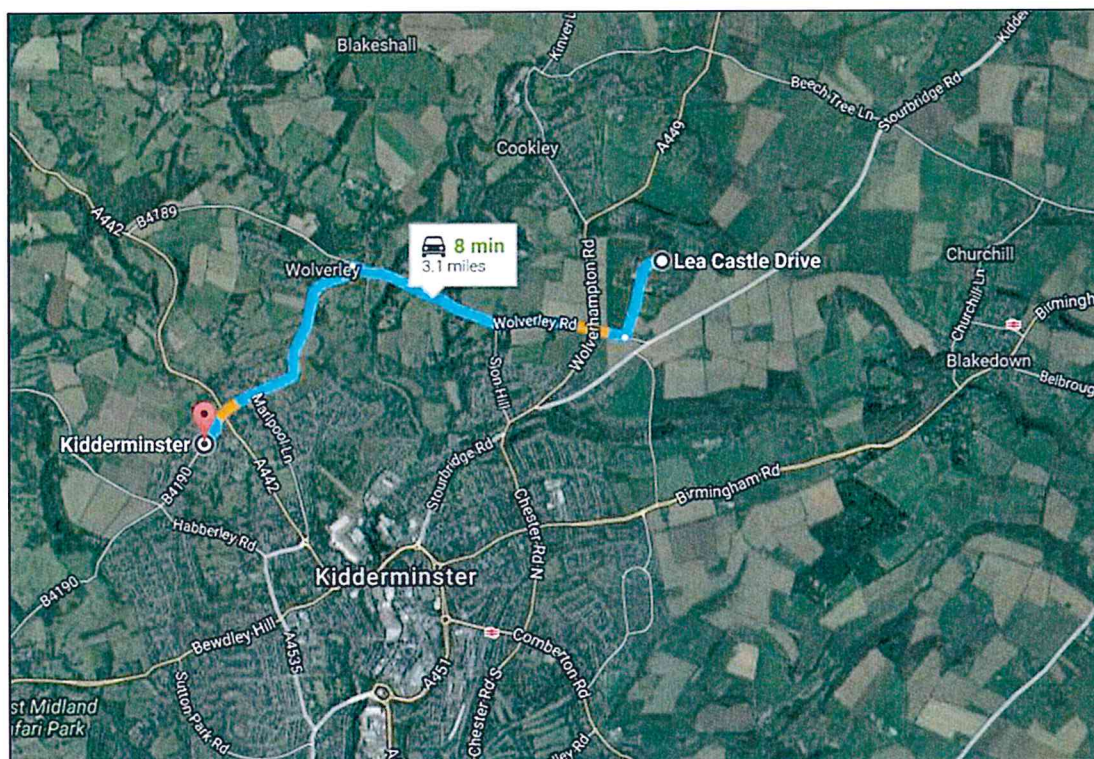 Blakeshall
Kinver L
Kidder
Beech Tree Ln
Stourbridge Rd
A449
Cookley
A442
B4189
8 min
3.1 miles
Wolverley
Lea Castle Drive
Churchill
Wolverhampton Rd
Churchill Ln
Birmingh
Wolverley Rd
Sion Hill
Blakedown
Belbroug
Marlpool Ln
Kidderminster
A442
B4190
Stourbridge Rd
Birmingham Rd
Chester Rd N
Habberley Rd
Kidderminster
B4190
Bewdley Hill
A4535
Comberton Rd
A451
Chester Rd S
Sutton Park Rd
st Midland
fari Park
dley Rd
A